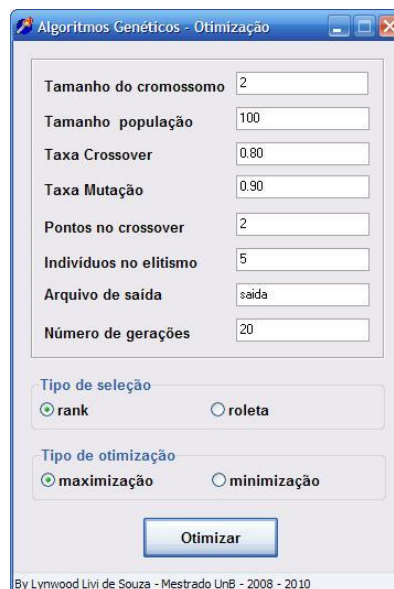 Algoritmos Genéticos - Otimização
Tamanho do cromossomo 2
Tamanho população 100
Taxa Crossover 0.80
Taxa Mutação 0.90
Pontos no crossover 2
Indivíduos no elitismo 5
Arquivo de saída saida
Número de gerações 20
Tipo de seleção
rank roleta
Tipo de otimização
maximização minimização
Otimizar
By Lynwood Livi de Souza - Mestrado UnB - 2008 - 2010